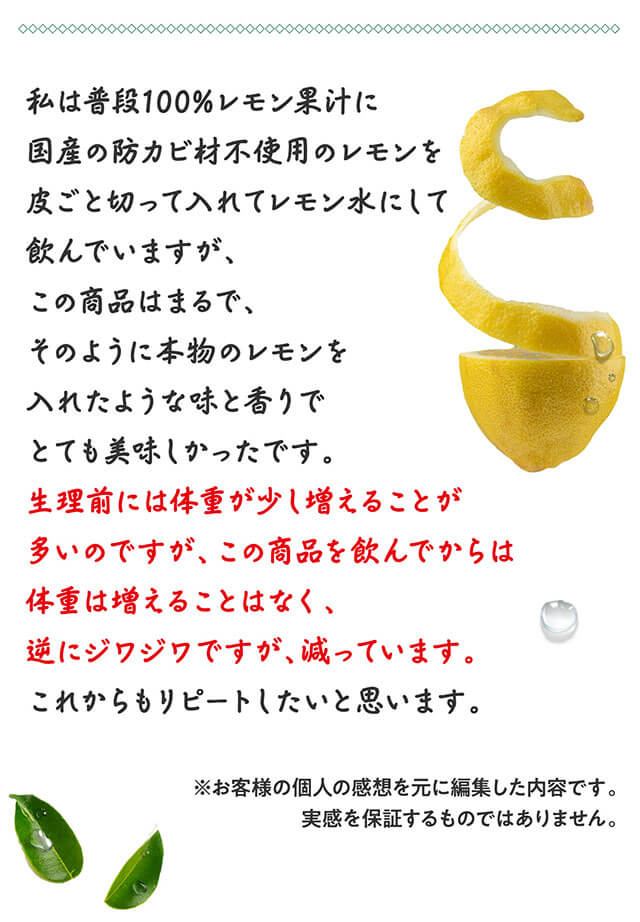 私は普段100%レモン果汁に
国産の防カビ材不使用のレモンを
皮ごと切って入れてレモン水にして
飲んでいますが、
この商品はまるで、
そのように本物のレモンを
入れたような味と香りで
とても美味しかったです。
生理前には体重が少し増えることが
多いのですが、この商品を飲んでからは
体重は増えることはなく、
逆にジワジワですが、減っています。
これからもリピートしたいと思います。
※お客様の個人の感想を元に編集した内容です。
実感を保証するものではありません。